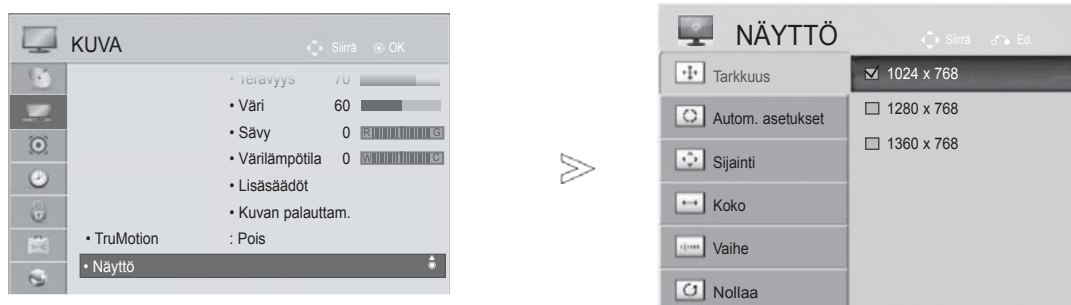 KUVA
Siirrä OK
• Terävyys 70
• Väri 60
• Sävy 0 R G
• Värilämpötila 0 W C
• Lisäsäädöt
• Kuvan palauttam.
• TruMotion : Pois
• Näyttö
NÄYTTÖ
Siirrä Ed.
Tarkkuus
Autom. asetukset
Sijainti
Koko
Vaihe
Nollaa
1024 x 768
1280 x 768
1360 x 768